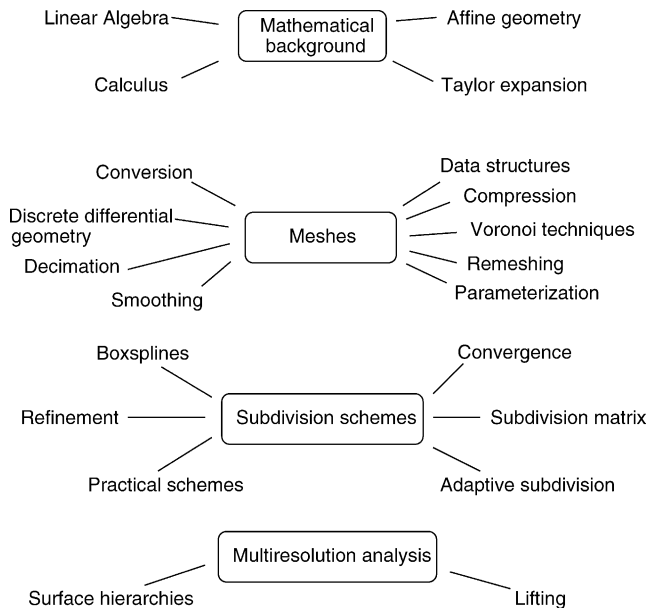 Linear Algebra
Mathematical
background
Affine geometry
Calculus
Taylor expansion
Conversion
Discrete differential
geometry
Decimation
Smoothing
Meshes
Data structures
Compression
Voronoi techniques
Remeshing
Parameterization
Boxsplines
Refinement
Practical schemes
Subdivision schemes
Convergence
Subdivision matrix
Adaptive subdivision
Multiresolution analysis
Surface hierarchies
Lifting